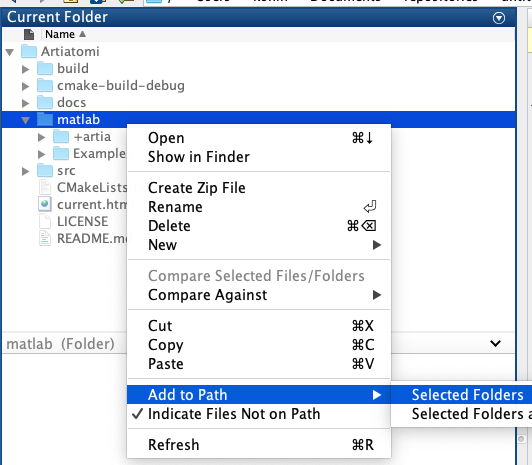 Current Folder
Name
Artiatomi
build
cmake-build-debug
docs
matlab
+artia
Example
src
CMakeLists
current.htm
LICENSE
README.m
Open ⌘↓
Show in Finder
Create Zip File
Rename ⏎
Delete ⌘⌫
New
Compare Selected Files/Folders
Compare Against
Cut ⌘X
Copy ⌘C
Paste ⌘V
matlab (Folder)
Add to Path
Selected Folders
✓ Indicate Files Not on Path
Selected Folders a
Refresh ⌘R